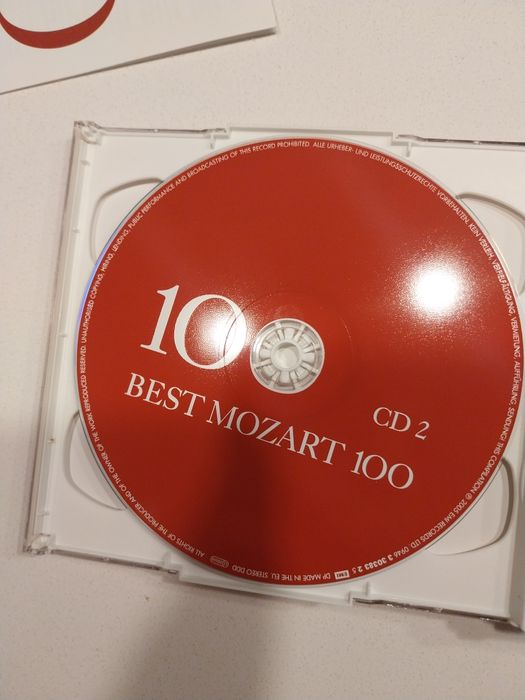 10
BEST MOZART 100
CD 2
ALL RIGHTS OF THE PRODUCER AND OF THE OWNER OF THE WORK REPRODUCED RESERVED. UNAUTHORISED COPYING, HIRING, LENDING, PUBLIC PERFORMANCE AND BROADCASTING OF THIS RECORD PROHIBITED. ALLE URHEBER- UND LEISTUNGSSCHUTZRECHTE VORBEHALTEN. KEIN VERLEIH, VERVIELFÄLTIGUNG, VERMIETUNG, AUFFÜHRUNG, SENDUNG! THIS COMPILATION ℗ 2005 EMI RECORDS LTD 0946 3 30383 2 5
EMI DP MADE IN THE EU. STEREO DDD